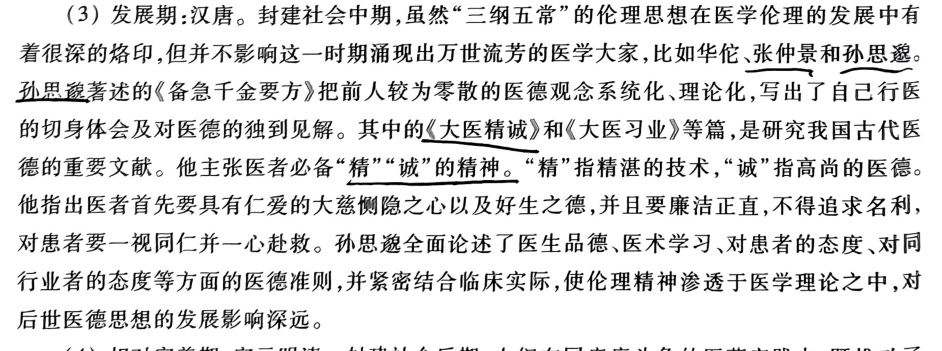 (3) 发展期:汉唐。封建社会中期,虽然“三纲五常”的伦理思想在医学伦理的发展中有
着很深的烙印,但并不影响这一时期涌现出万世流芳的医学大家,比如华佗、张仲景和孙思邈。
孙思邈著述的《备急千金要方》把前人较为零散的医德观念系统化、理论化,写出了自己行医
的切身体会及对医德的独到见解。其中的《大医精诚》和《大医习业》等篇,是研究我国古代医
德的重要文献。他主张医者必备“精”“诚”的精神。“精”指精湛的技术,“诚”指高尚的医德。
他指出医者首先要具有仁爱的大慈恻隐之心以及好生之德,并且要廉洁正直,不得追求名利,
对患者要一视同仁并一心赴救。孙思邈全面论述了医生品德、医术学习、对患者的态度、对同
行业者的态度等方面的医德准则,并紧密结合临床实际,使伦理精神渗透于医学理论之中,对
后世医德思想的发展影响深远。